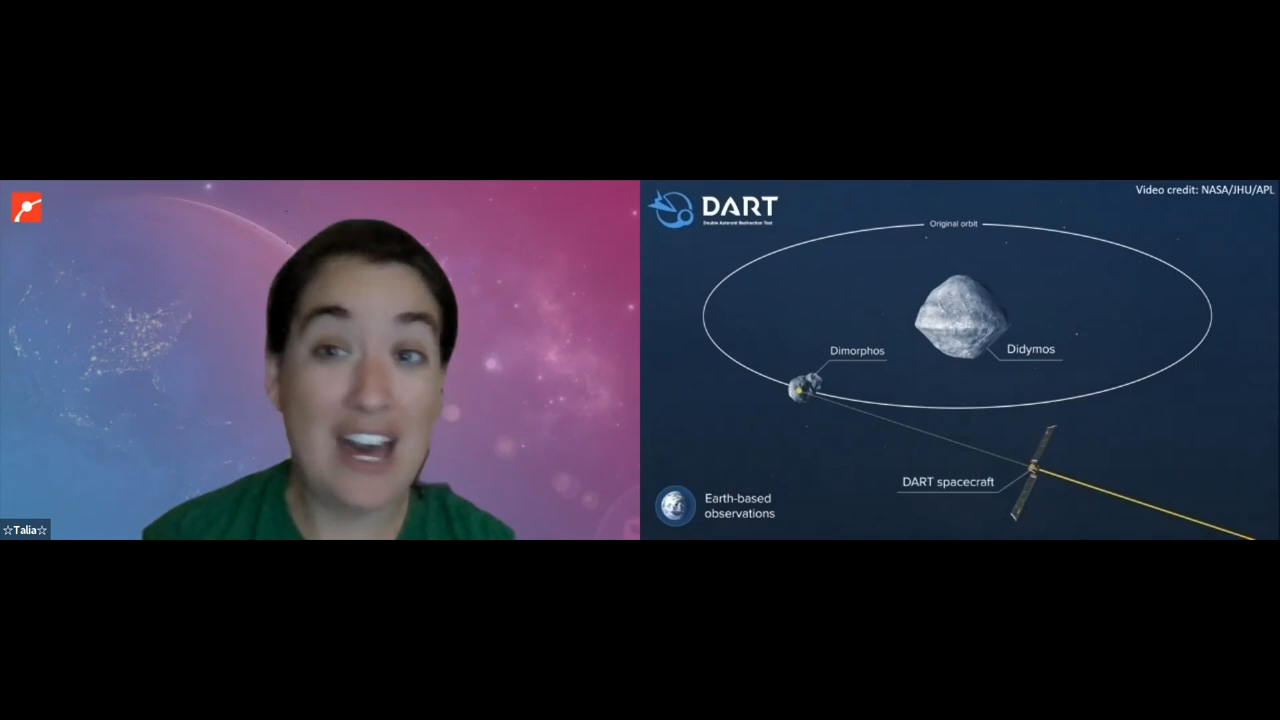 ☆Talia☆
Video credit: NASA/JHU/APL
DART
Double Asteroid Redirection Test
Original orbit
Didymos
Dimorphos
DART spacecraft
Earth-based
observations